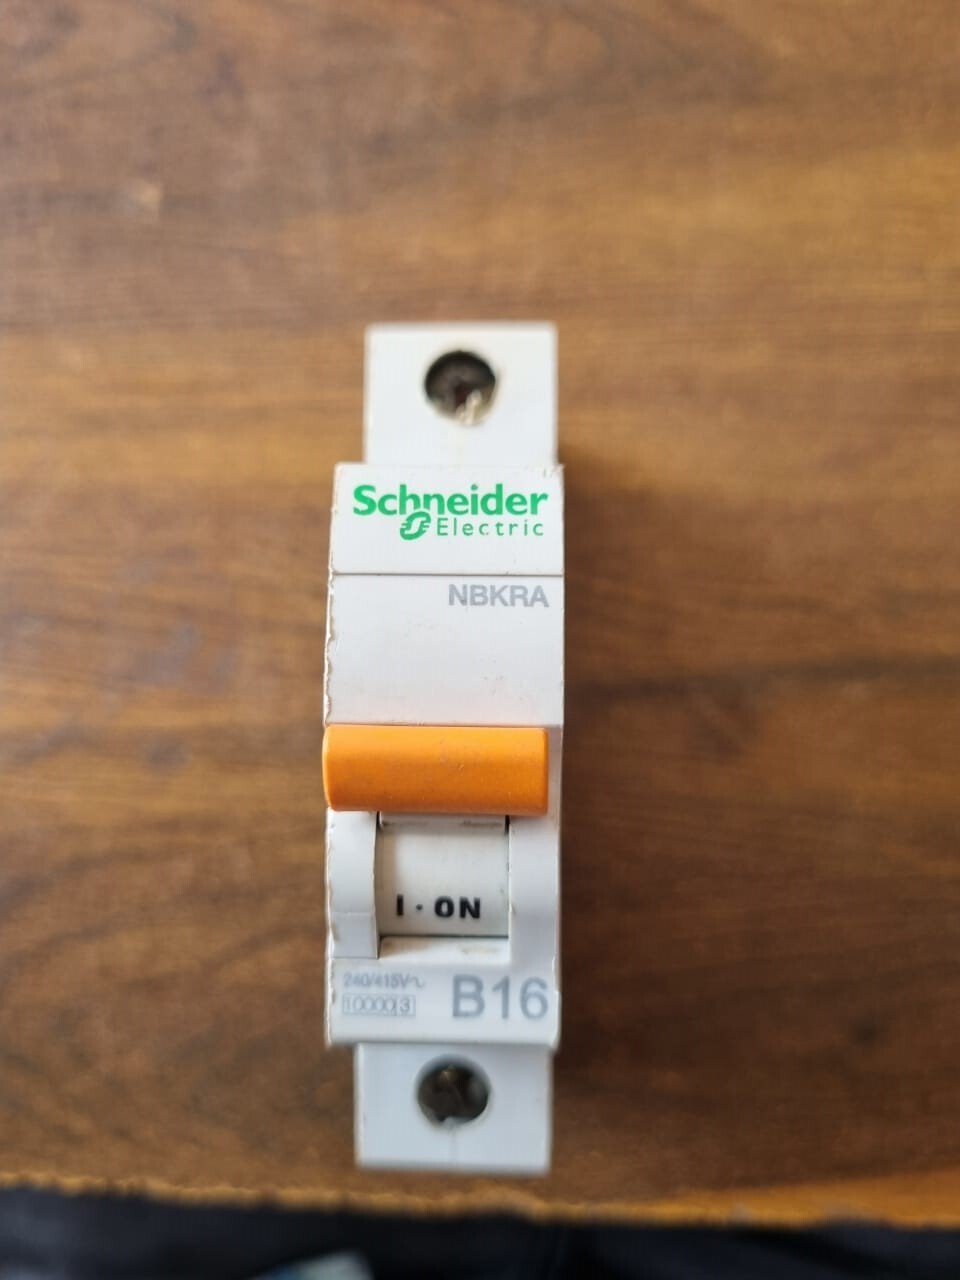 Schneider
Electric
NBKRA
I · ON
240/415V~
10000 3
B16